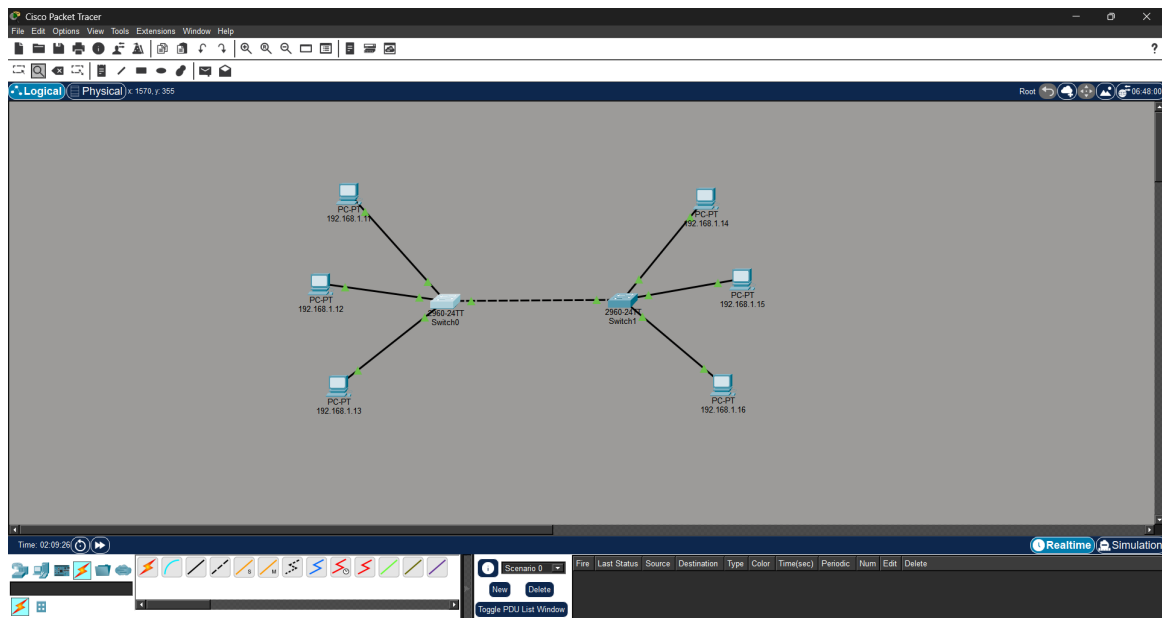 Cisco Packet Tracer
File Edit Options View Tools Extensions Window Help
?
Logical Physical x: 1570, y: 355
Root 06:48:00
PC-PT
192.168.1.11
PC-PT
192.168.1.14
PC-PT
192.168.1.12
PC-PT
192.168.1.15
2960-24TT
Switch0
2960-24TT
Switch1
PC-PT
192.168.1.13
PC-PT
192.168.1.16
Time: 02:09:26
Realtime Simulation
Scenario 0
New Delete
Toggle PDU List Window
Fire Last Status Source Destination Type Color Time(sec) Periodic Num Edit Delete